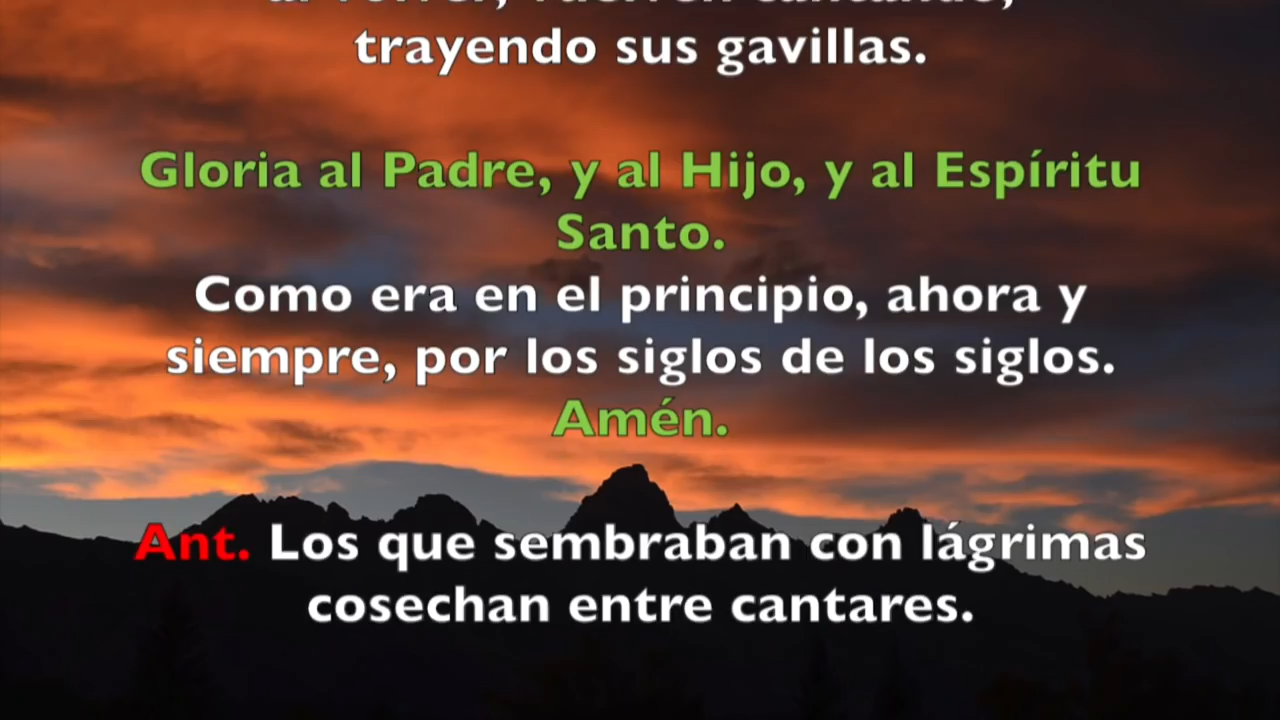 trayendo sus gavillas.
Gloria al Padre, y al Hijo, y al Espíritu
Santo.
Como era en el principio, ahora y
siempre, por los siglos de los siglos.
Amén.
Ant. Los que sembraban con lágrimas
cosechan entre cantares.